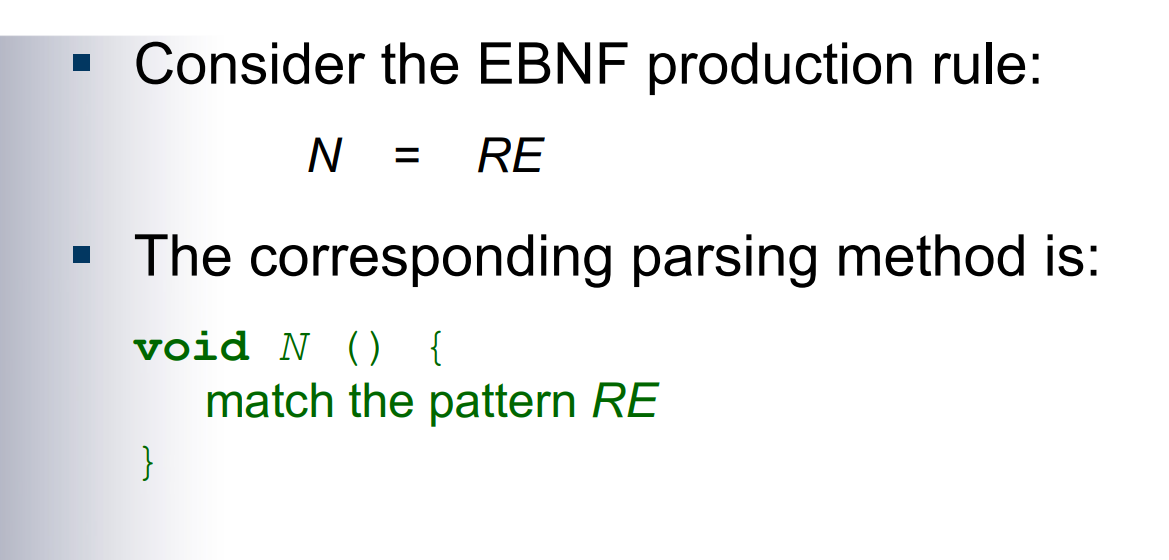 ▪ Consider the EBNF production rule:
N = RE
▪ The corresponding parsing method is:
void N () {
match the pattern RE
}